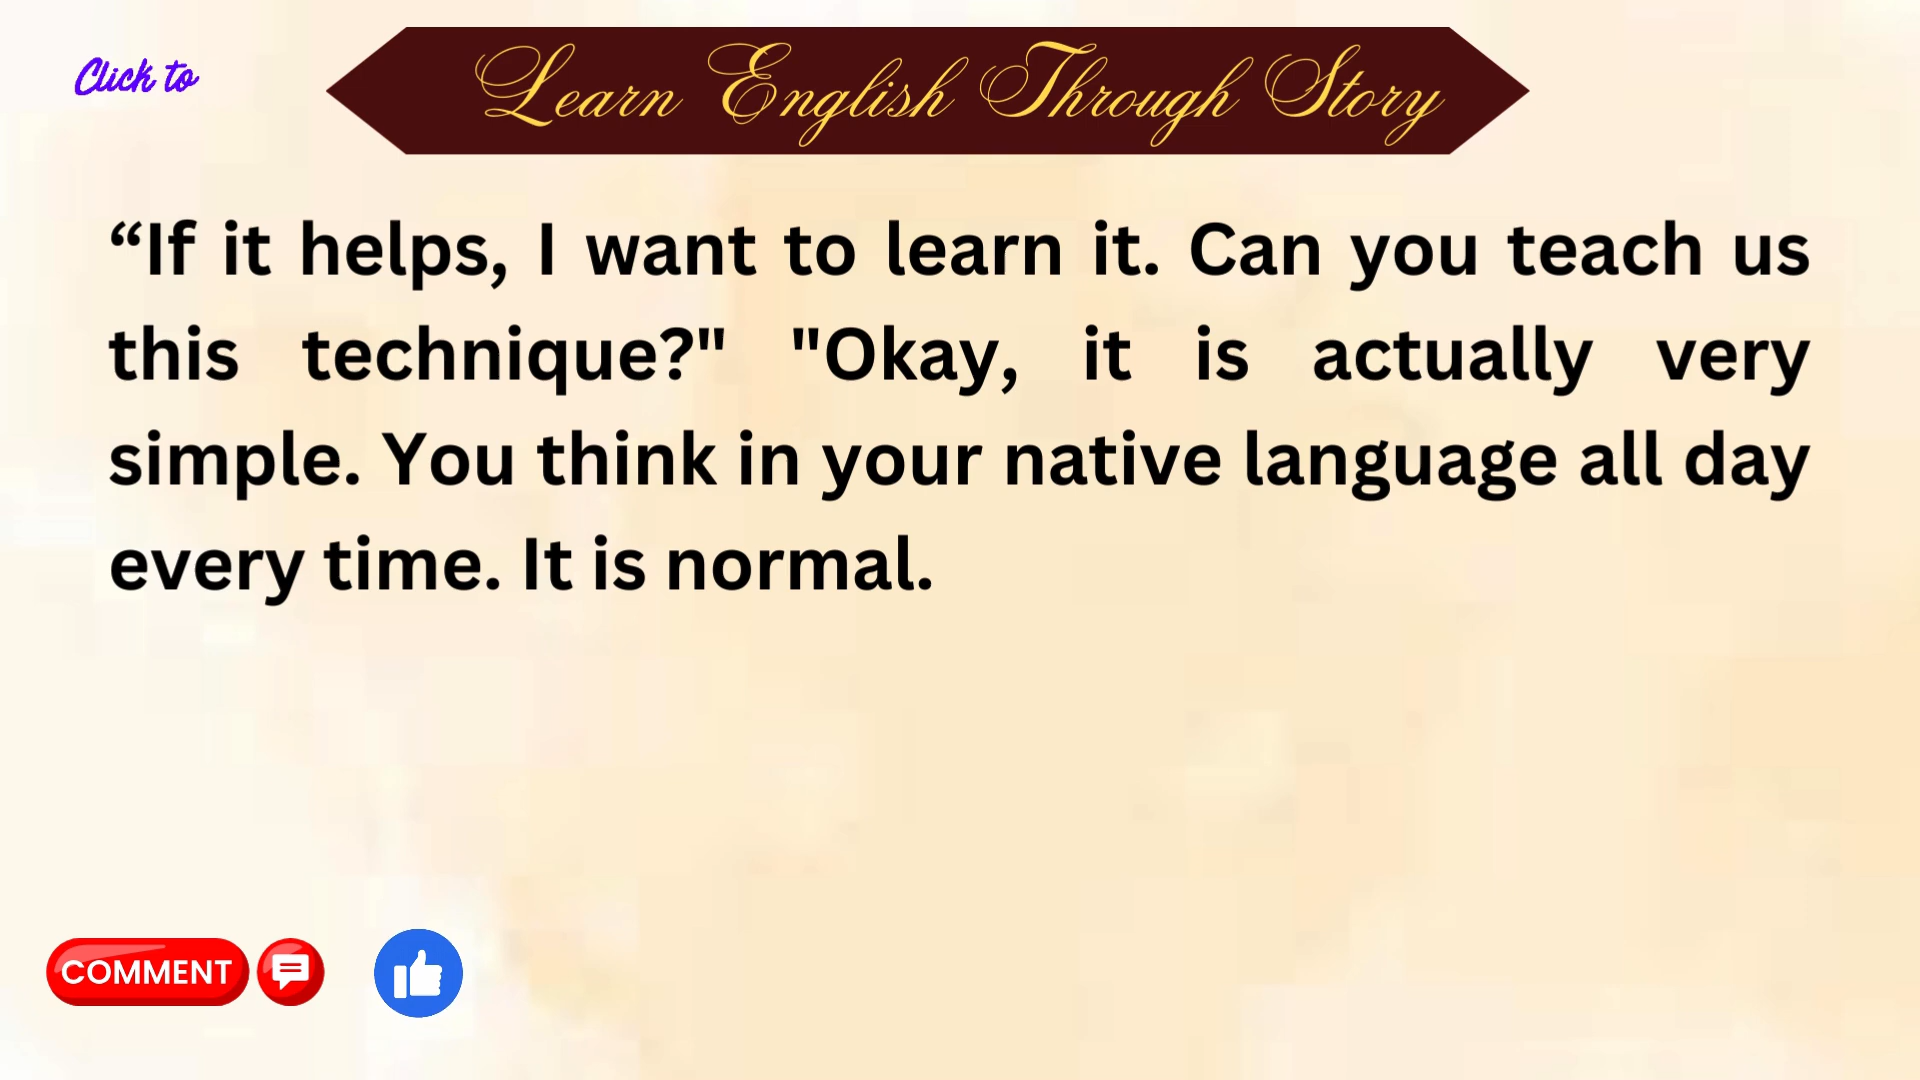 Click to
Learn English Through Story
“If it helps, I want to learn it. Can you teach us
this technique?" "Okay, it is actually very
simple. You think in your native language all day
every time. It is normal.
COMMENT